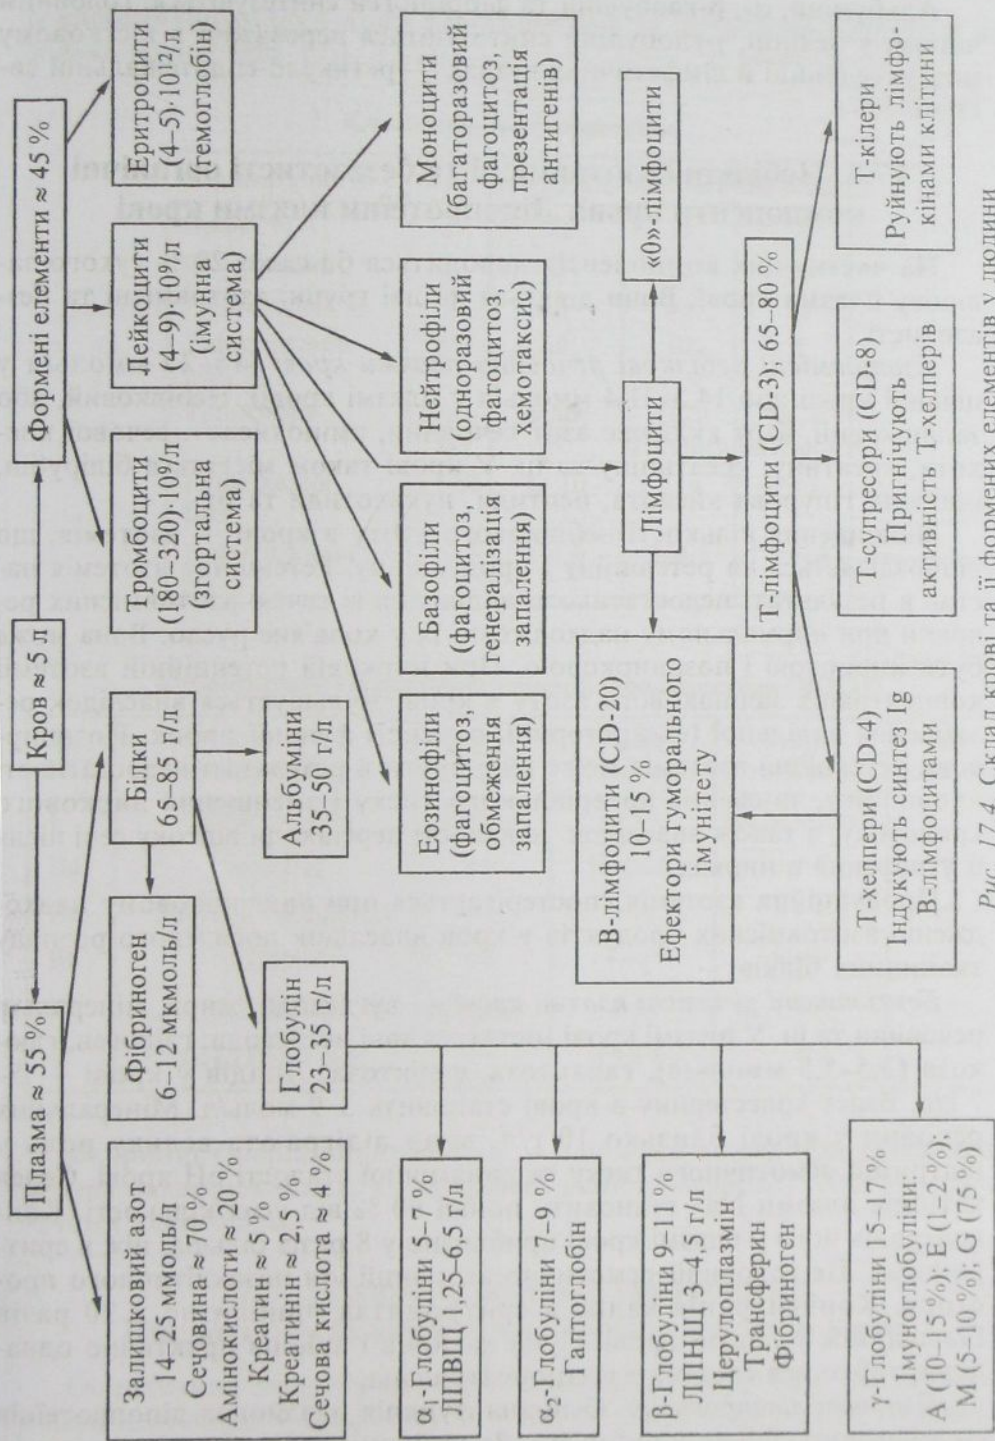 Кров ≈ 5 л
Плазма ≈ 55 %
Формені елементи ≈ 45 %
Залишковий азот
14–25 ммоль/л
Сечовина ≈ 70 %
Амінокислоти ≈ 20 %
Креатин ≈ 5 %
Креатинін ≈ 2,5 %
Сечова кислота ≈ 4 %
Фібриноген
6–12 мкмоль/л
Білки
65–85 г/л
Глобулін
23–35 г/л
Альбуміни
35–50 г/л
Тромбоцити
(180–320)·10⁹/л
(згортальна
система)
Лейкоцити
(4–9)·10⁹/л
(імунна
система)
Еритроцити
(4–5)·10¹²/л
(гемоглобін)
α₁-Глобуліни 5–7 %
ЛПВЩ 1,25–6,5 г/л
α₂-Глобуліни 7–9 %
Гаптоглобін
β-Глобуліни 9–11 %
ЛПНЩ 3–4,5 г/л
Церулоплазмін
Трансферин
Фібриноген
γ-Глобуліни 15–17%
Імуноглобуліни:
A (10–15 %); E (1–2 %);
M (5–10 %); G (75 %)
Еозинофіли
(фагоцитоз,
обмеження
запалення)
Базофіли
(фагоцитоз,
генералізація
запалення)
Нейтрофіли
(одноразовий
фагоцитоз.
хемотаксис)
Моноцити
(багаторазовий
фагоцитоз,
презентація
антигенів)
В-лімфоцити (CD-20)
10–15 %
Ефектори гуморального
імунітету
Лімфоцити
«0»-лімфоцити
Т-лімфоцити (CD-3) 65–80 %
Т-хелпери (CD-4)
Індукують синтез Ig
В-лімфоцитами
Т-супрессори (CD-8)
Пригнічують
активність Т-хелперів
Т-кілери
Руйнують лімфо-
кінами клітини
Рис. 17.4. Склад крові та її формених елементів у людини